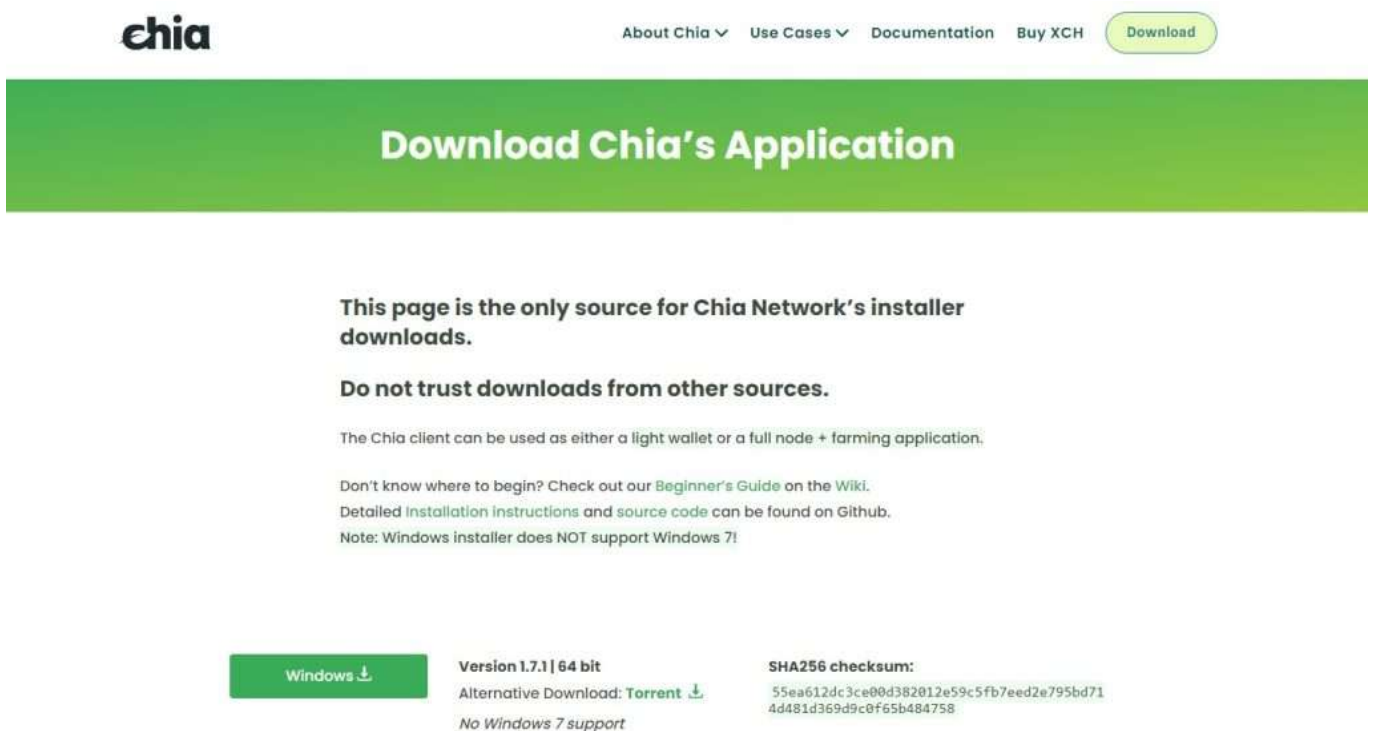 chia
About Chia Use Cases Documentation Buy XCH Download
Download Chia's Application
This page is the only source for Chia Network's installer
downloads.
Do not trust downloads from other sources.
The Chia client can be used as either a light wallet or a full node + farming application.
Don't know where to begin? Check out our Beginner's Guide on the Wiki.
Detailed Installation instructions and source code can be found on Github.
Note: Windows installer does NOT support Windows 7!
Windows
Version 1.7.1 | 64 bit
Alternative Download: Torrent
No Windows 7 support
SHA256 checksum:
55ea612dc3ce00d382012e59c5fb7eed2e795bd71
4d481d369d9c0f65b484758